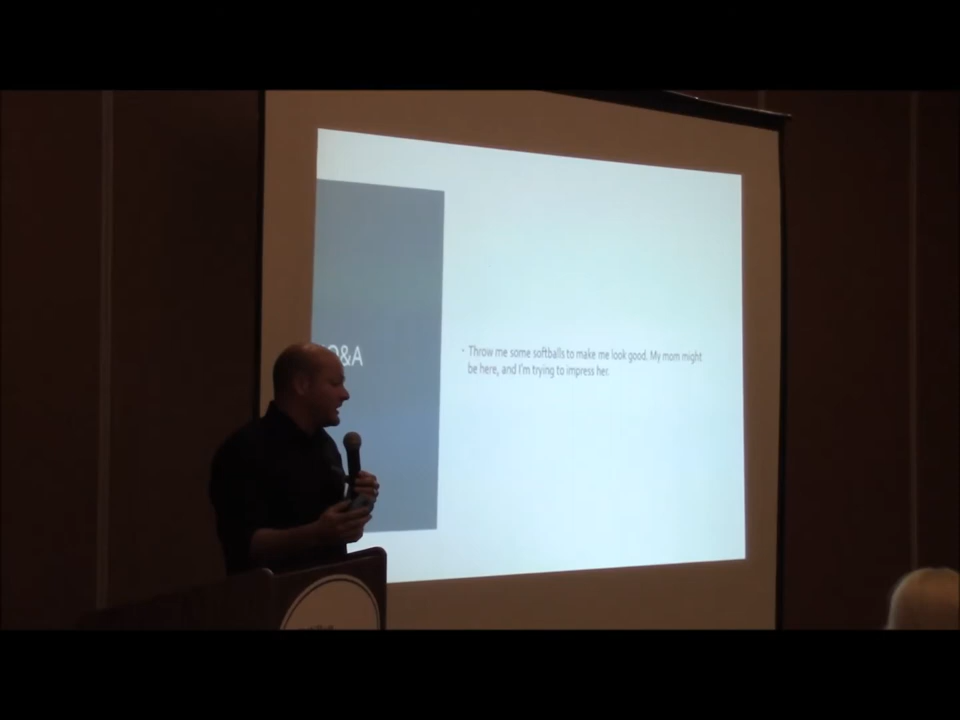 Q&A
• Throw me some softballs to make me look good. My mom might
be here, and I'm trying to impress her.